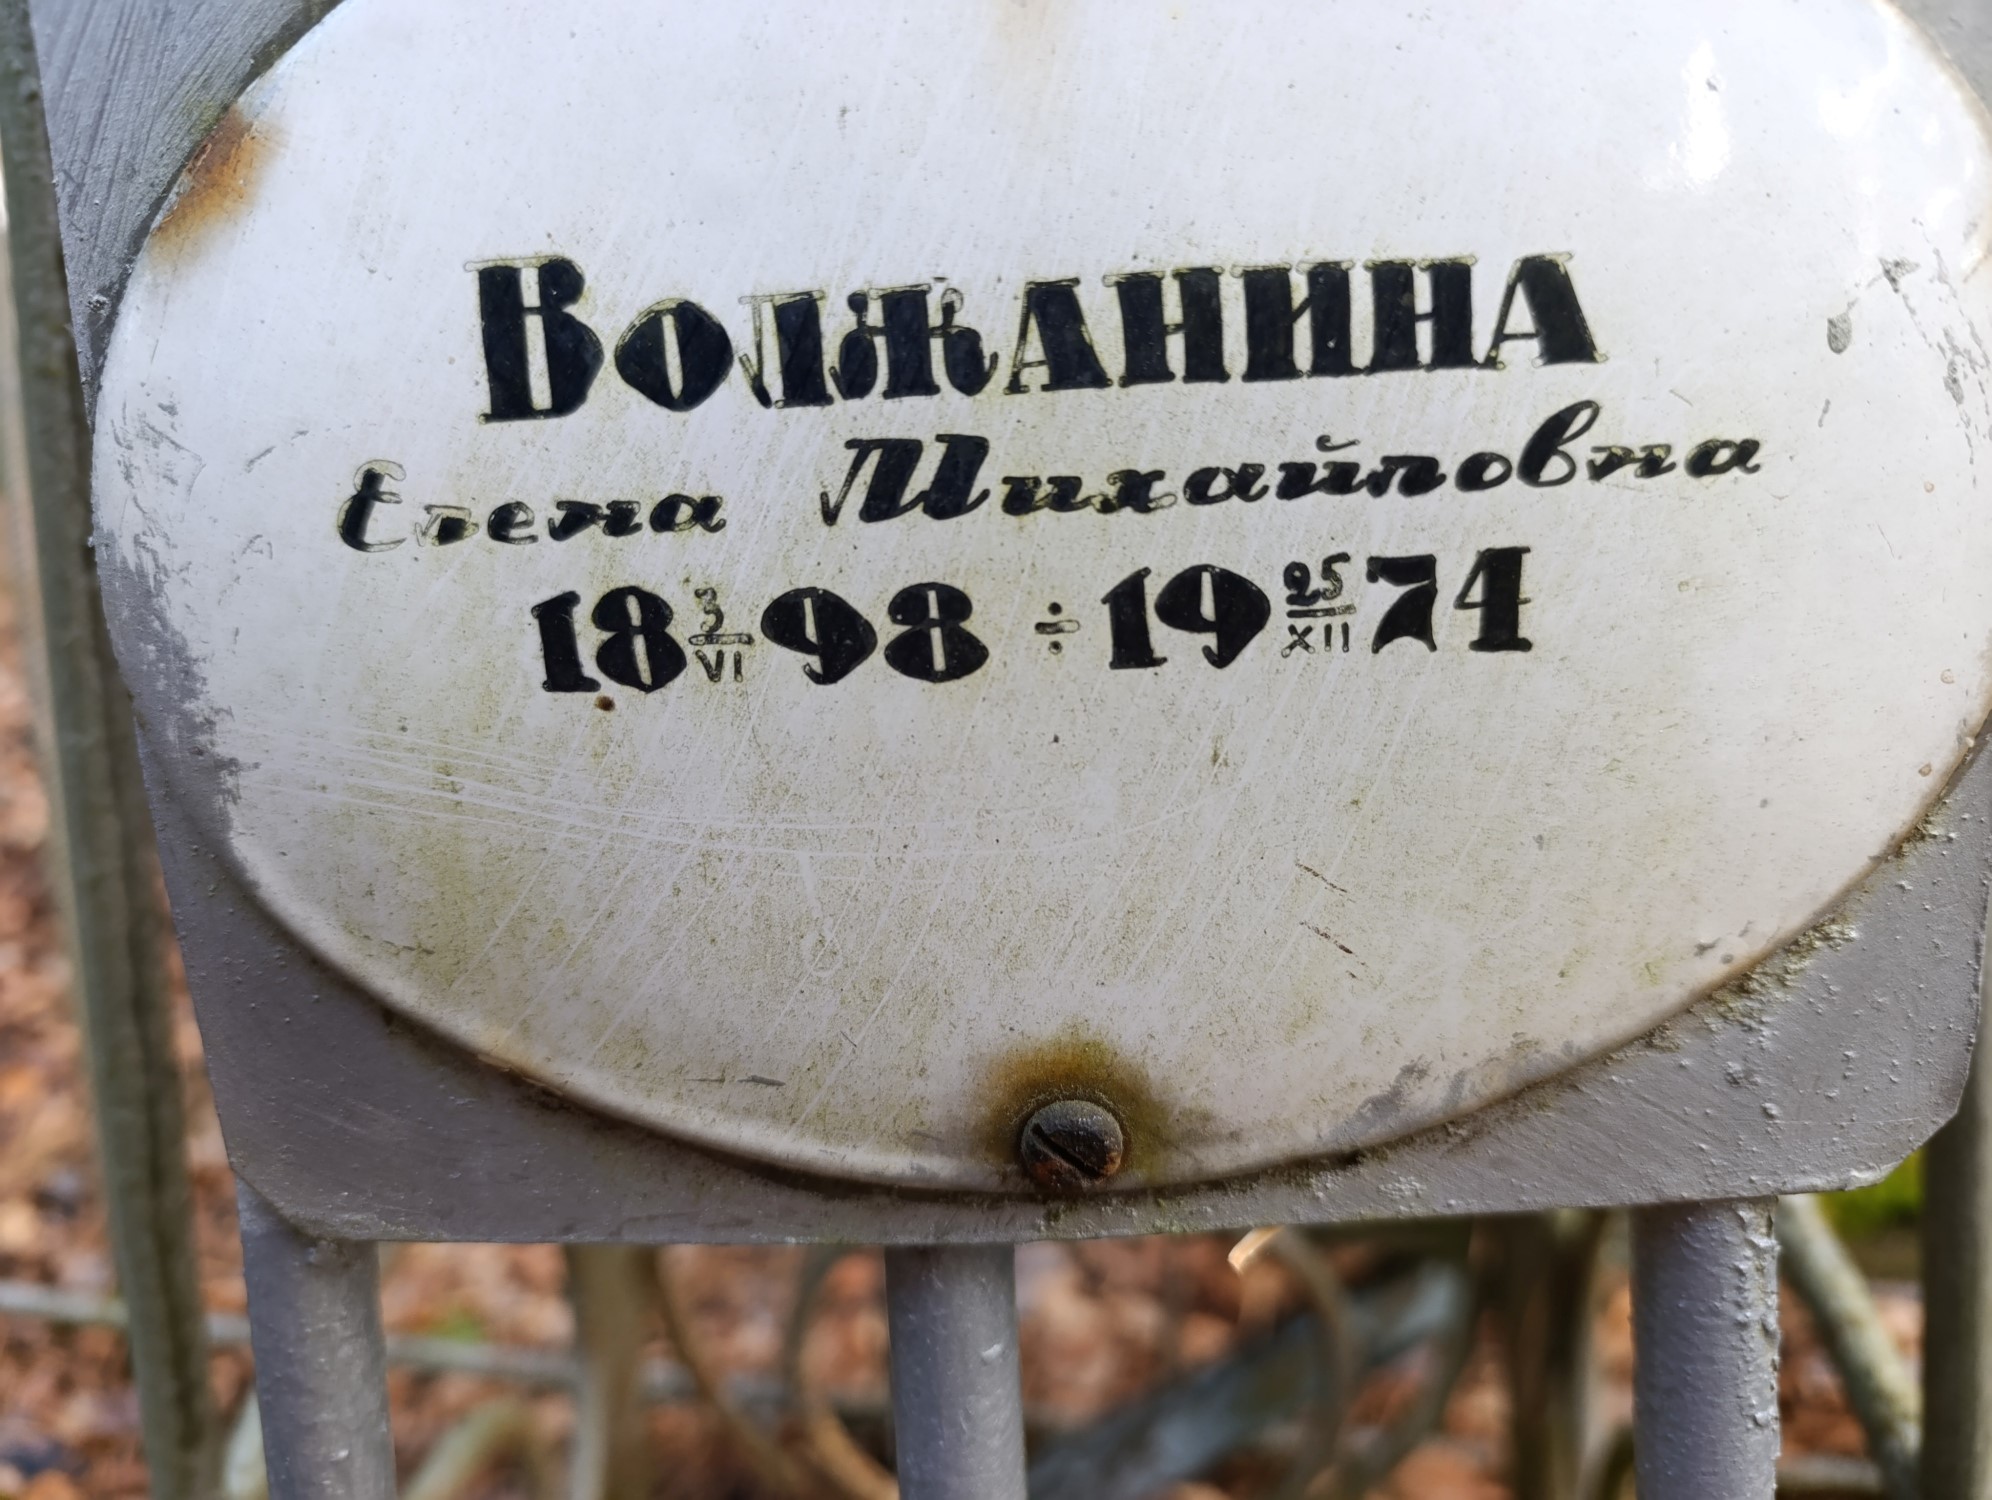 Волжанина
Елена Михайловна
18 3/VI 98 ÷ 19 25/XII 74